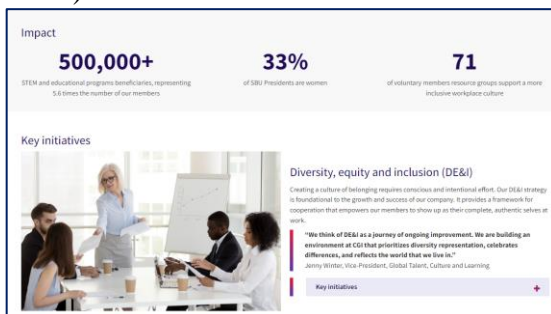 Impact
500,000+
STEM and educational programs beneficiaries, representing
5.6 times the number of our members
33%
of SBU Presidents are women
71
of voluntary members resource groups support a more
inclusive workplace culture
Key initiatives
Diversity, equity and inclusion (DE&I)
Creating a culture of belonging requires conscious and intentional effort. Our DE&I strategy
is foundational to the growth and success of our company. It provides a framework for
cooperation that empowers our members to show up as their complete, authentic selves at
work.
"We think of DE&I as a journey of ongoing improvement. We are building an
environment at CGI that prioritizes diversity representation, celebrates
differences, and reflects the world that we live in."
Jenny Winter, Vice-President, Global Talent, Culture and Learning
Key initiatives +